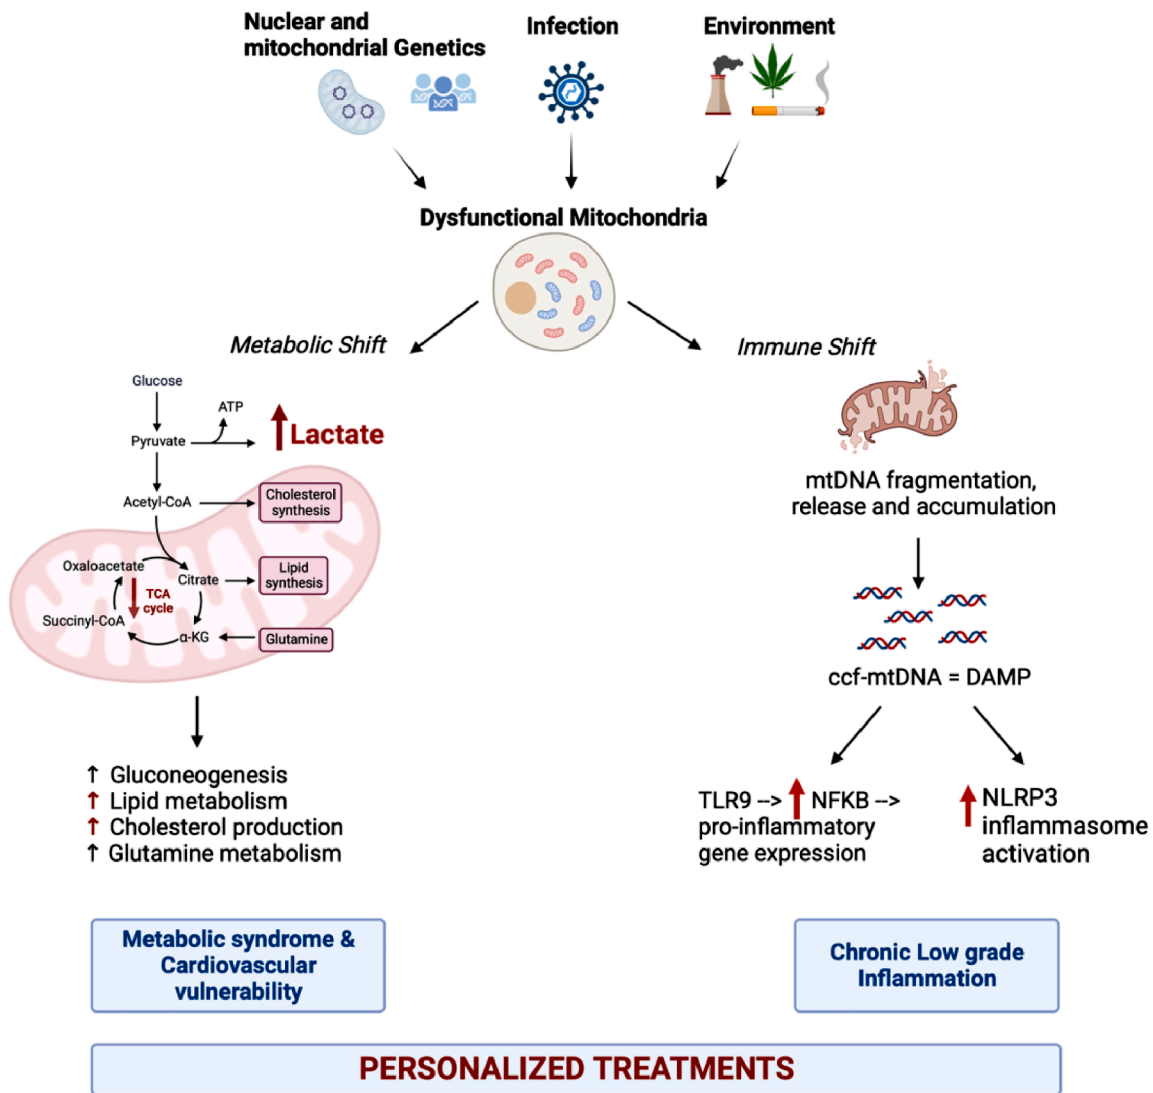 Nuclear and
mitochondrial Genetics
Infection
Environment
Dysfunctional Mitochondria
Metabolic Shift
Glucose
ATP
Pyruvate
↑ Lactate
Acetyl-CoA
Cholesterol
synthesis
Oxaloacetate
Citrate
Lipid
synthesis
TCA
cycle
Succinyl-CoA
α-KG
Glutamine
↑ Gluconeogenesis
↑ Lipid metabolism
↑ Cholesterol production
↑ Glutamine metabolism
Metabolic syndrome &
Cardiovascular
vulnerability
Immune Shift
mtDNA fragmentation,
release and accumulation
ccf-mtDNA = DAMP
TLR9 --> ↑ NFKB -->
pro-inflammatory
gene expression
↑ NLRP3
inflammasome
activation
Chronic Low grade
Inflammation
PERSONALIZED TREATMENTS